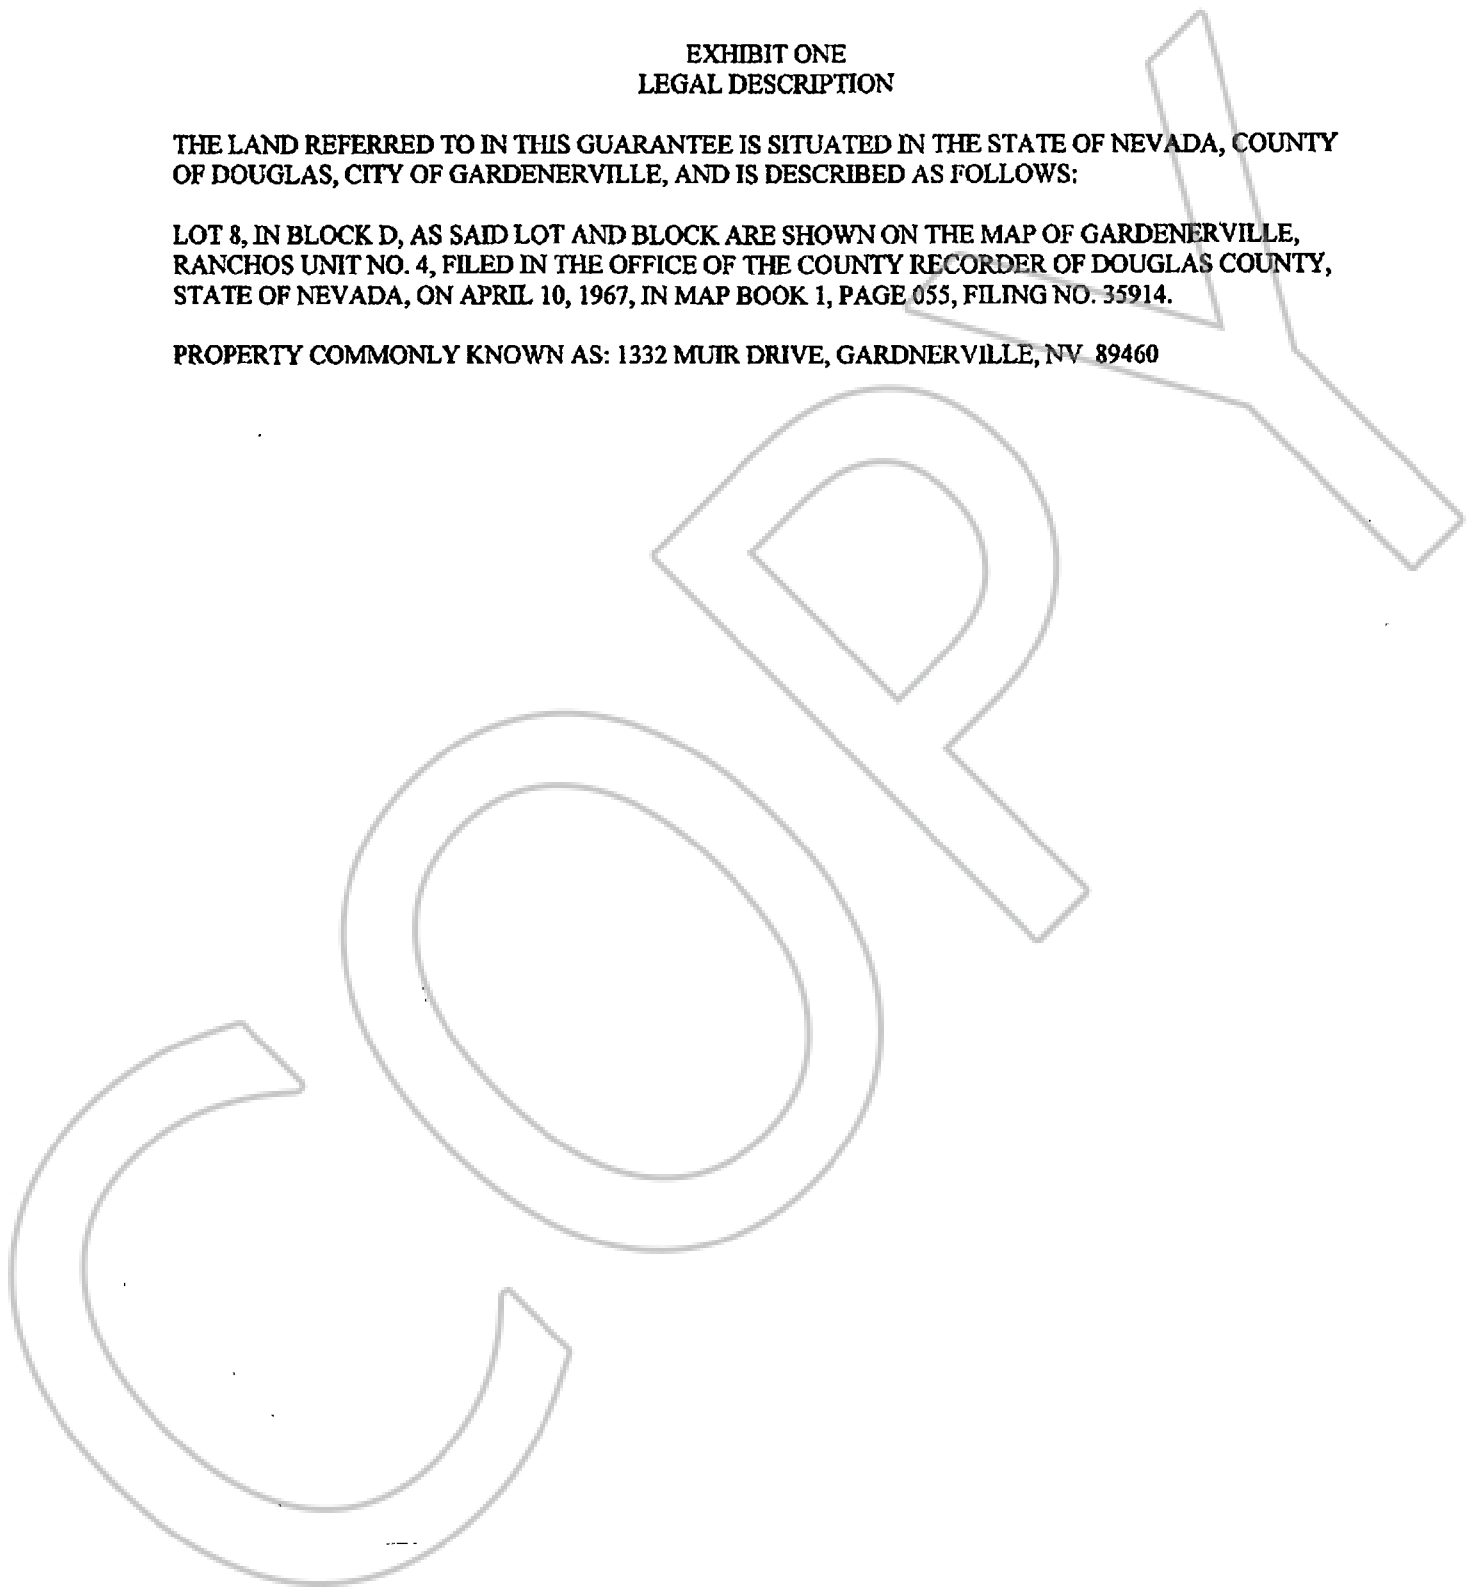 EXHIBIT ONE
LEGAL DESCRIPTION
THE LAND REFERRED TO IN THIS GUARANTEE IS SITUATED IN THE STATE OF NEVADA, COUNTY
OF DOUGLAS, CITY OF GARDENERVILLE, AND IS DESCRIBED AS FOLLOWS:
LOT 8, IN BLOCK D, AS SAID LOT AND BLOCK ARE SHOWN ON THE MAP OF GARDENERVILLE,
RANCHOS UNIT NO. 4, FILED IN THE OFFICE OF THE COUNTY RECORDER OF DOUGLAS COUNTY,
STATE OF NEVADA, ON APRIL 10, 1967, IN MAP BOOK 1, PAGE 055, FILING NO. 35914.
PROPERTY COMMONLY KNOWN AS: 1332 MUIR DRIVE, GARDNERVILLE, NV 89460
COPY